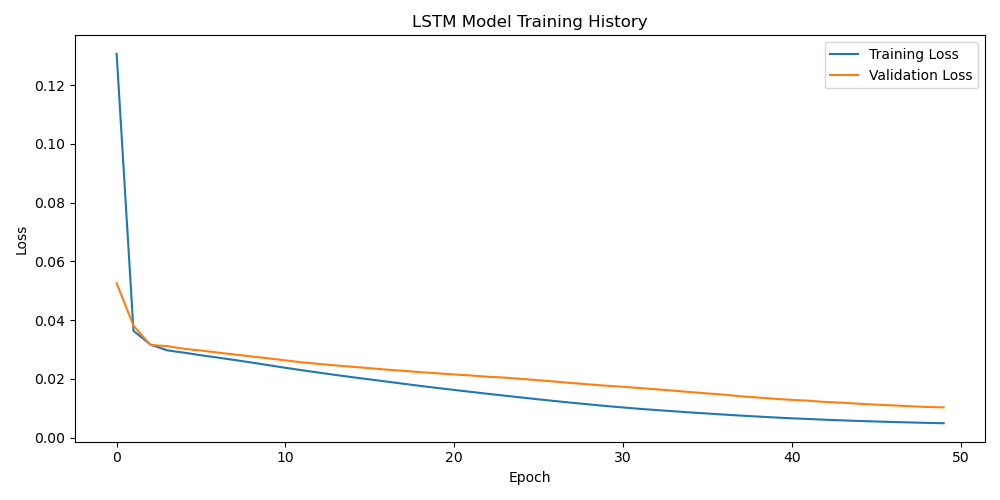 LSTM Model Training History
Training Loss
Validation Loss
0.12
0.10
0.08
0.06
0.04
0.02
0.00
Loss
0
10
20
30
40
50
Epoch